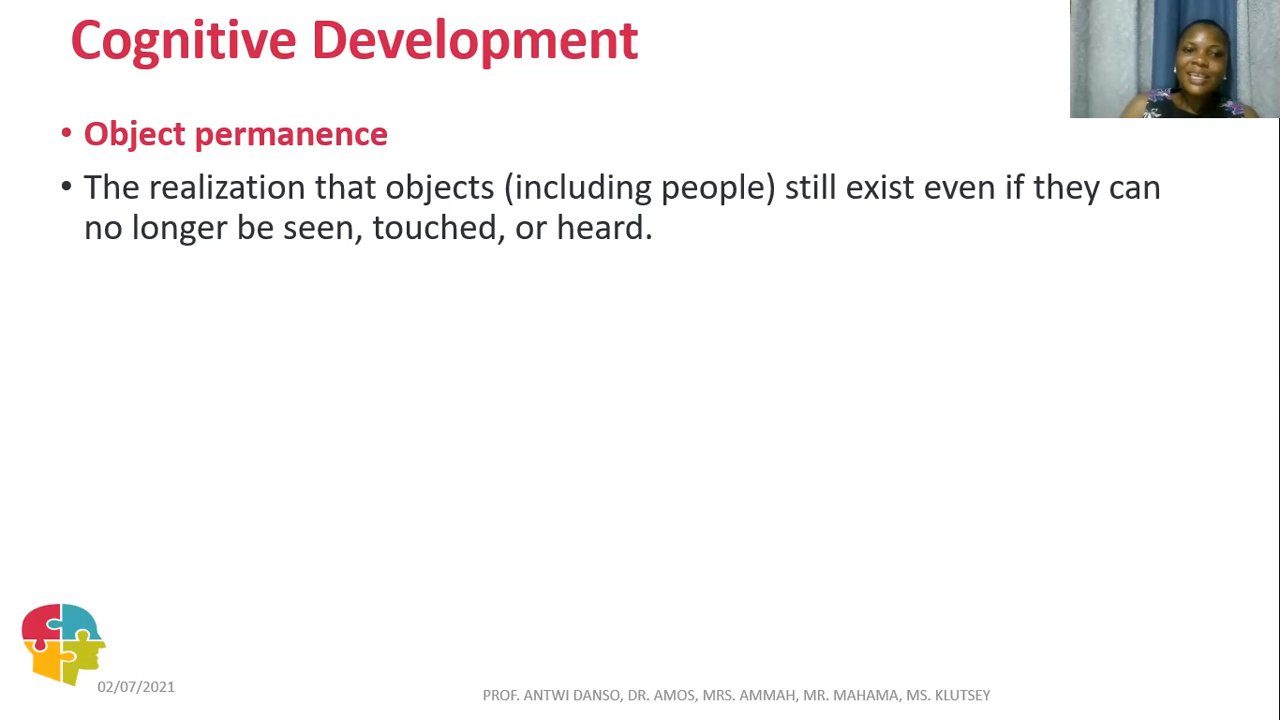 Cognitive Development
• Object permanence
• The realization that objects (including people) still exist even if they can
no longer be seen, touched, or heard.
02/07/2021
PROF. ANTWI DANSO, DR. AMOS, MRS. AMMAH, MR. MAHAMA, MS. KLUTSEY